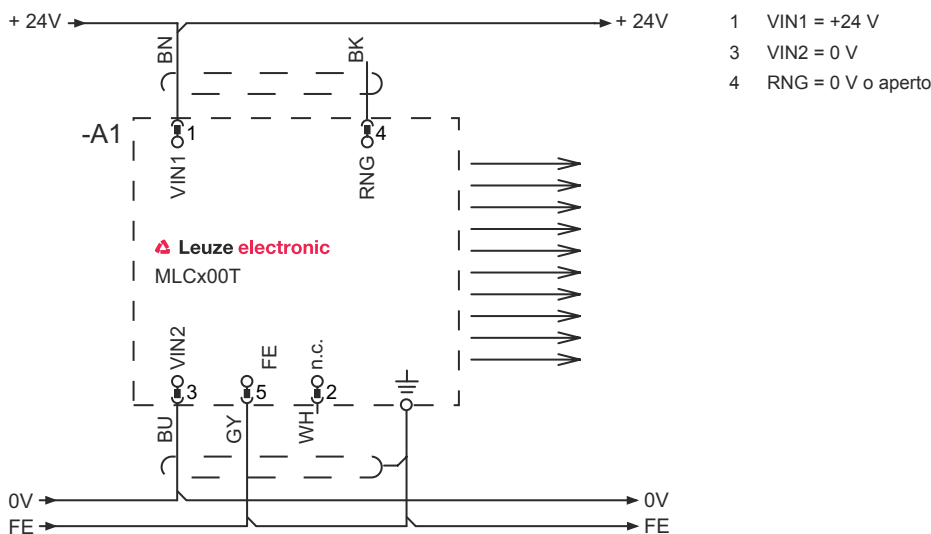 + 24V
+ 24V
1 VIN1 = +24 V
3 VIN2 = 0 V
4 RNG = 0 V o aperto
BN
BK
-A1
1
4
VIN1
RNG
Leuze electronic
MLCx00T
VIN2
FE
n.c.
3
5
2
BU
GY
WH
0V
0V
FE
FE